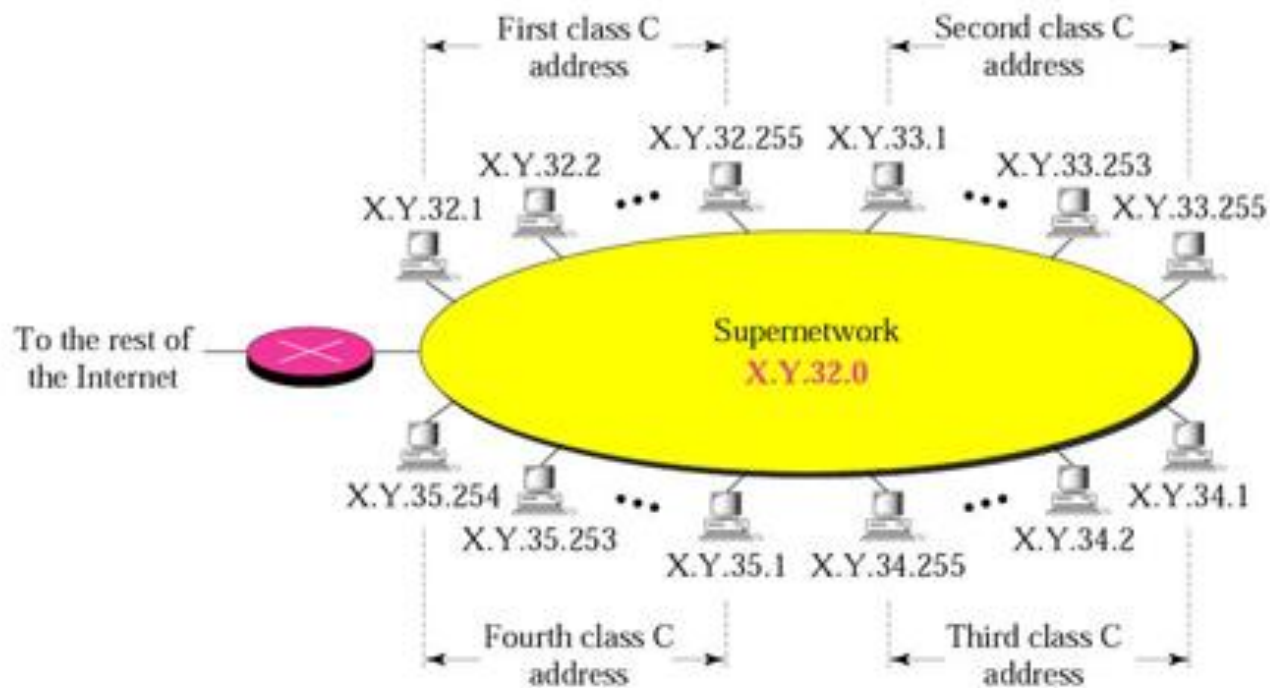 First class C
address
Second class C
address
X.Y.32.255
X.Y.33.1
X.Y.32.2
X.Y.33.253
X.Y.32.1
X.Y.33.255
To the rest of
the Internet
Supernetwork
X.Y.32.0
X.Y.35.254
X.Y.34.1
X.Y.35.253
X.Y.34.2
X.Y.35.1
X.Y.34.255
Fourth class C
address
Third class C
address